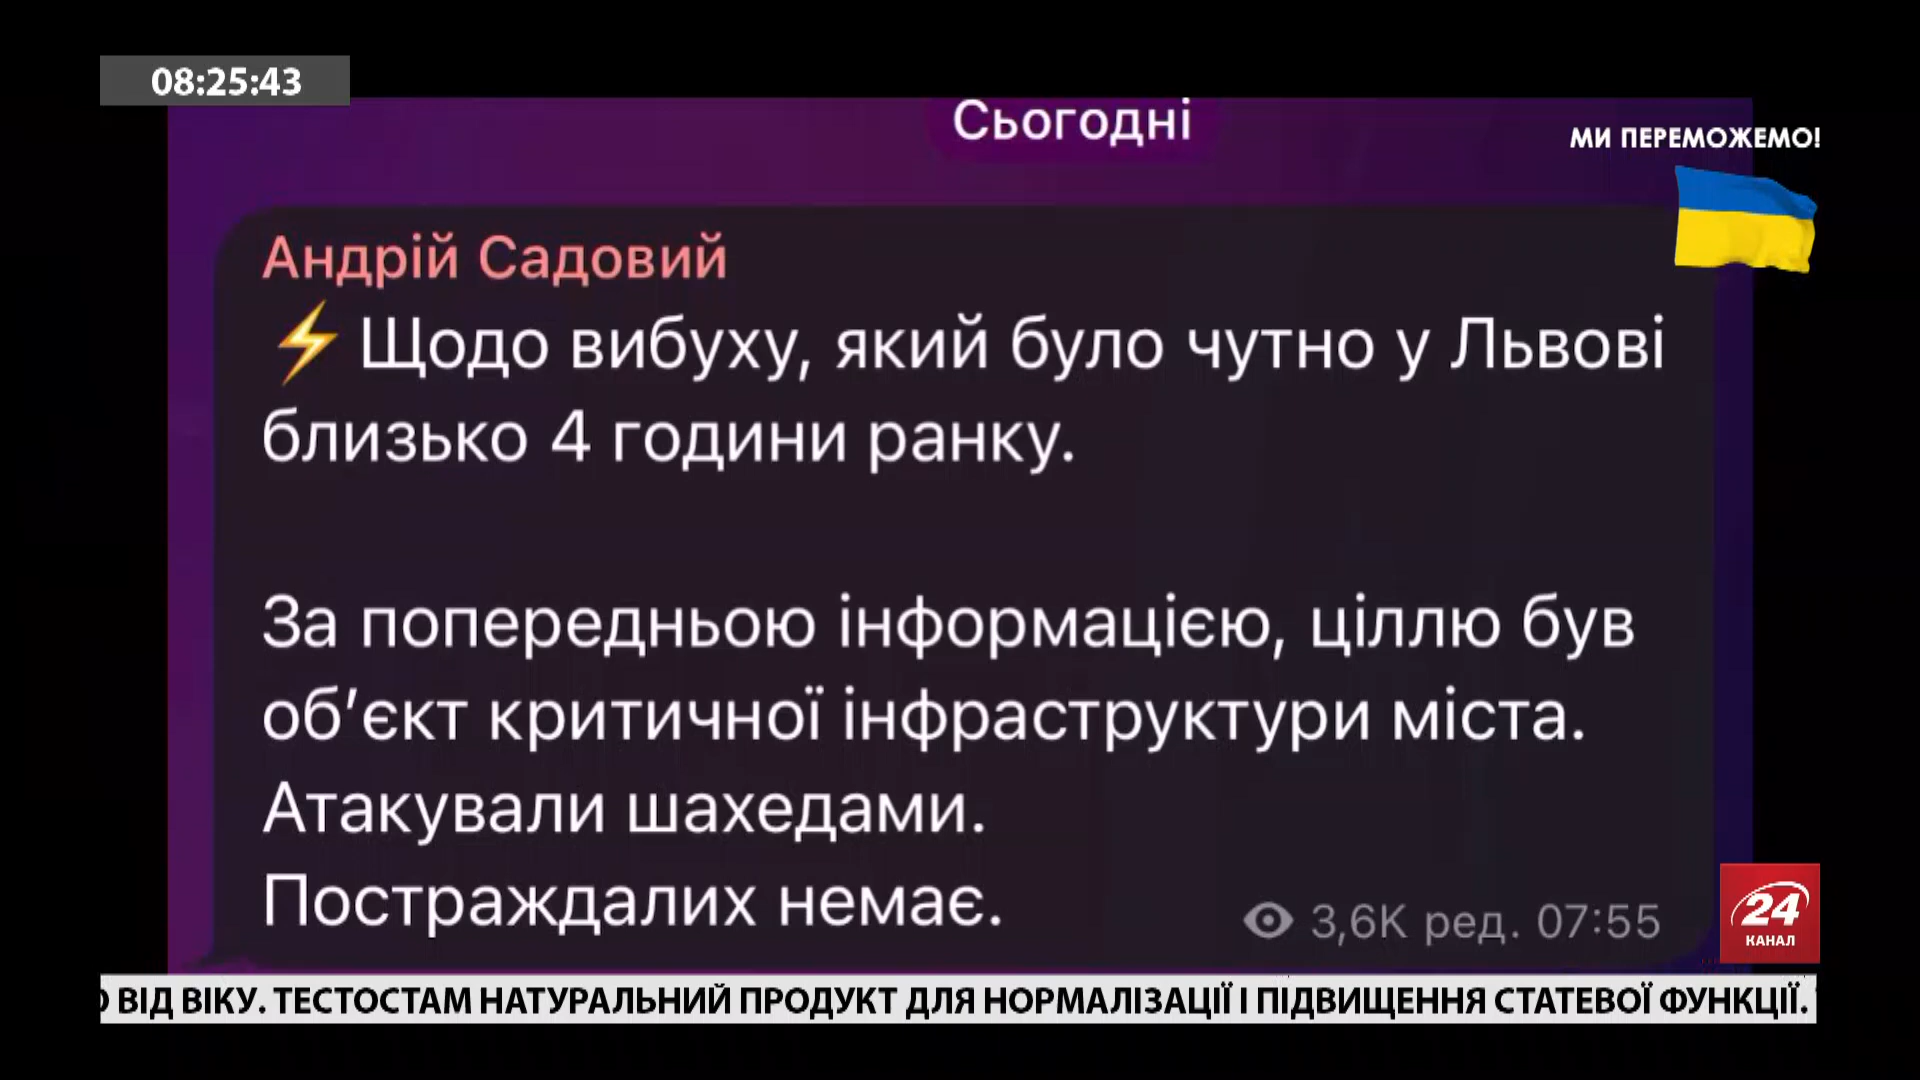 08:25:43
Сьогодні
МИ ПЕРЕМОЖЕМО!
Андрій Садовий
⚡ Щодо вибуху, який було чутно у Львові
близько 4 години ранку.
За попередньою інформацією, ціллю був
об’єкт критичної інфраструктури міста.
Атакували шахедами.
Постраждалих немає.
3,6K ред. 07:55
24
КАНАЛ
ВІД ВІКУ. ТЕСТОСТАМ НАТУРАЛЬНИЙ ПРОДУКТ ДЛЯ НОРМАЛІЗАЦІЇ І ПІДВИЩЕННЯ СТАТЕВОЇ ФУНКЦІЇ.